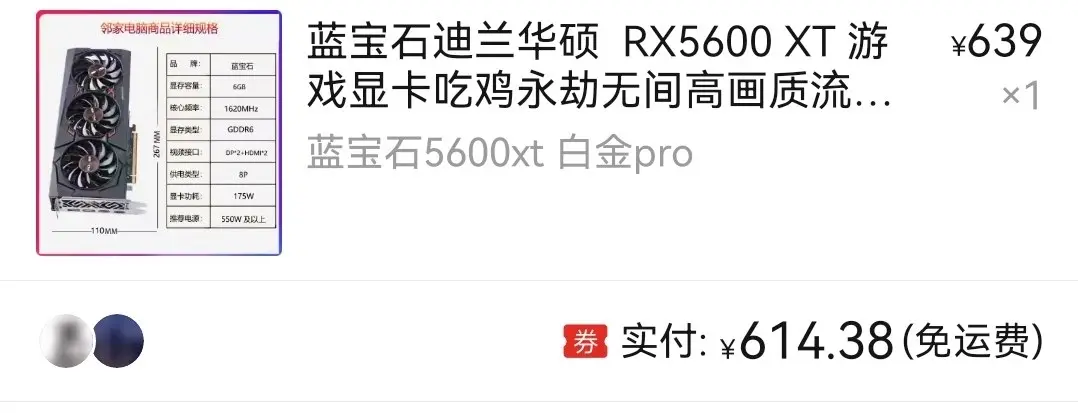 邻家电脑商品详细规格
品 牌: 蓝宝石
显存容量: 6GB
核心频率: 1620MHz
显存类型: GDDR6
视频接口: DP*2+HDMI*2
供电类型: 8P
显卡功耗: 175W
推荐电源: 550W 及以上
267MM
110MM
蓝宝石迪兰华硕 RX5600 XT 游
戏显卡吃鸡永劫无间高画质流...
¥639
×1
蓝宝石5600xt 白金pro
券 实付: ¥614.38(免运费)